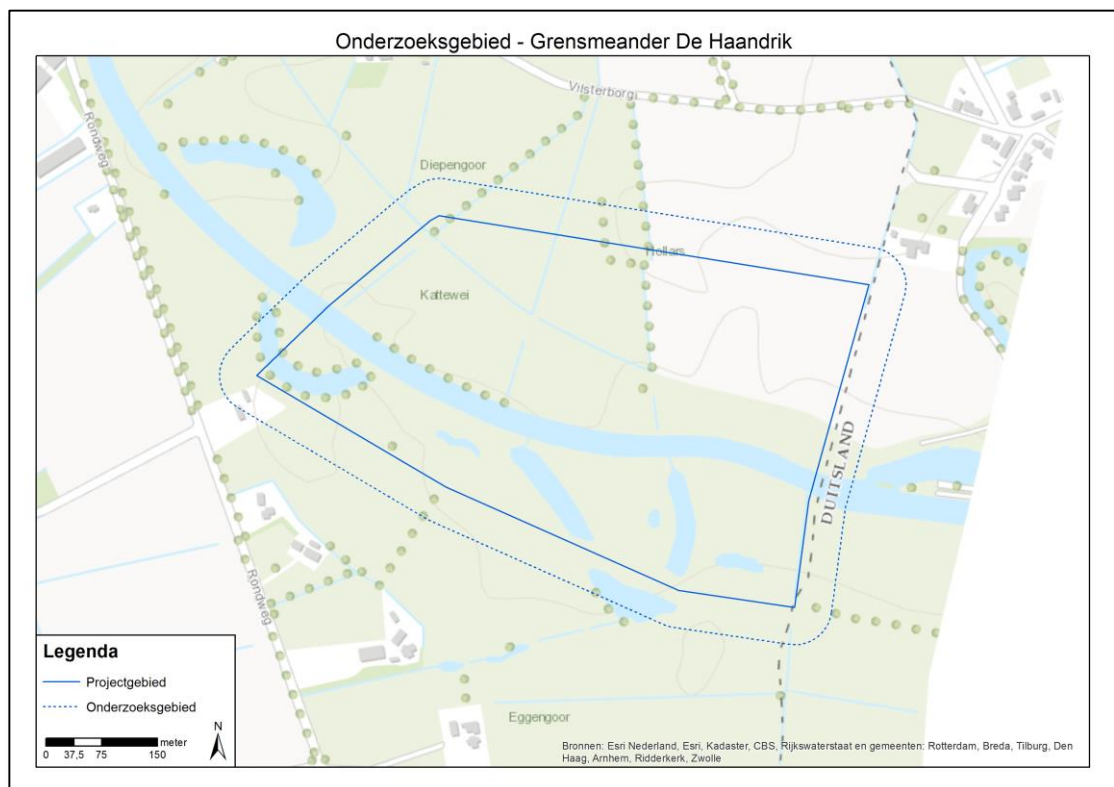 Onderzoeksgebied - Grensmeander De Haandrik
Vilsterborg
Rondweg
Diepengoor
Hollars
Kattewei
DUITSLAND
Rondweg
Eggengoor
Legenda
Projectgebied
Onderzoeksgebied
N
meter
0 37,5 75 150
Bronnen: Esri Nederland, Esri, Kadaster, CBS, Rijkswaterstaat en gemeenten: Rotterdam, Breda, Tilburg, Den
Haag, Arnhem, Ridderkerk, Zwolle